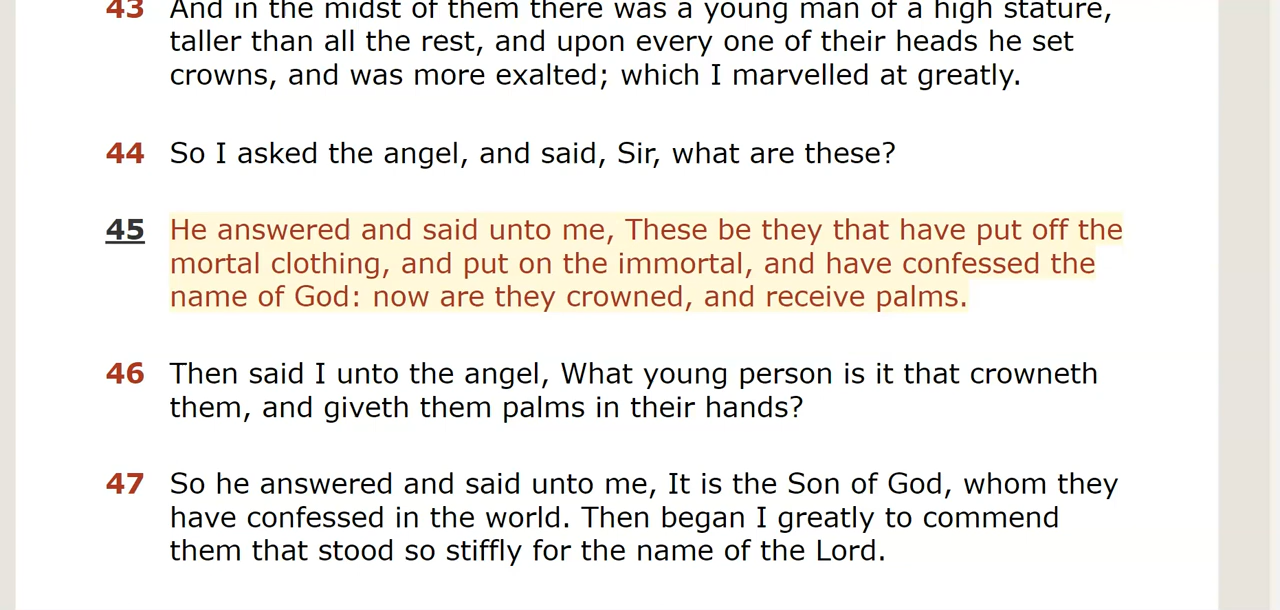 43 And in the midst of them there was a young man of a high stature,
taller than all the rest, and upon every one of their heads he set
crowns, and was more exalted; which I marvelled at greatly.
44 So I asked the angel, and said, Sir, what are these?
45 He answered and said unto me, These be they that have put off the
mortal clothing, and put on the immortal, and have confessed the
name of God: now are they crowned, and receive palms.
46 Then said I unto the angel, What young person is it that crowneth
them, and giveth them palms in their hands?
47 So he answered and said unto me, It is the Son of God, whom they
have confessed in the world. Then began I greatly to commend
them that stood so stiffly for the name of the Lord.